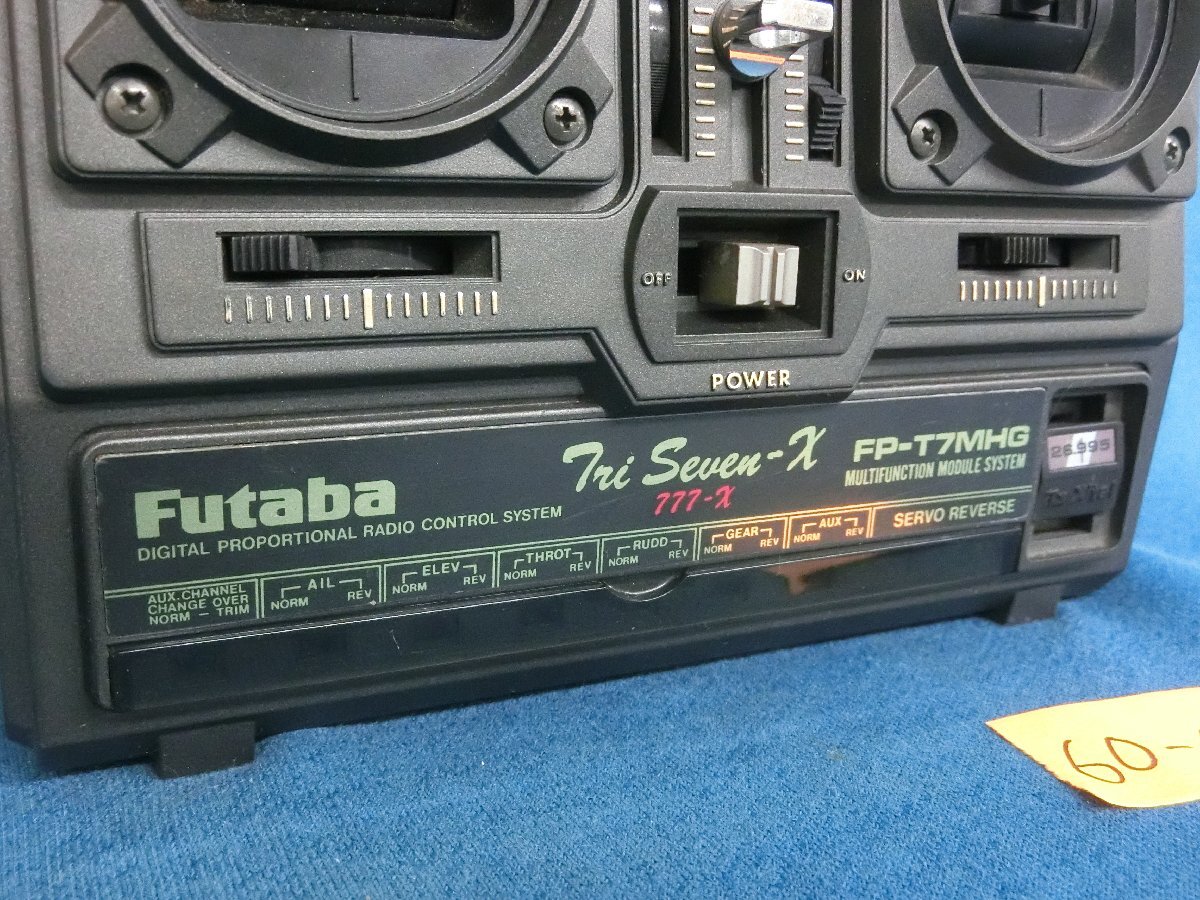 OFF
ON
POWER
Futaba
DIGITAL PROPORTIONAL RADIO CONTROL SYSTEM
Tri Seven-X
777-X
FP-T7MHG
MULTIFUNCTION MODULE SYSTEM
26.995
AUX.CHANNEL
CHANGE OVER
NORM - TRIM
AIL
NORM REV
ELEV
NORM REV
THROT
NORM REV
RUDD
NORM REV
GEAR
NORM REV
AUX
NORM REV
SERVO REVERSE
60-